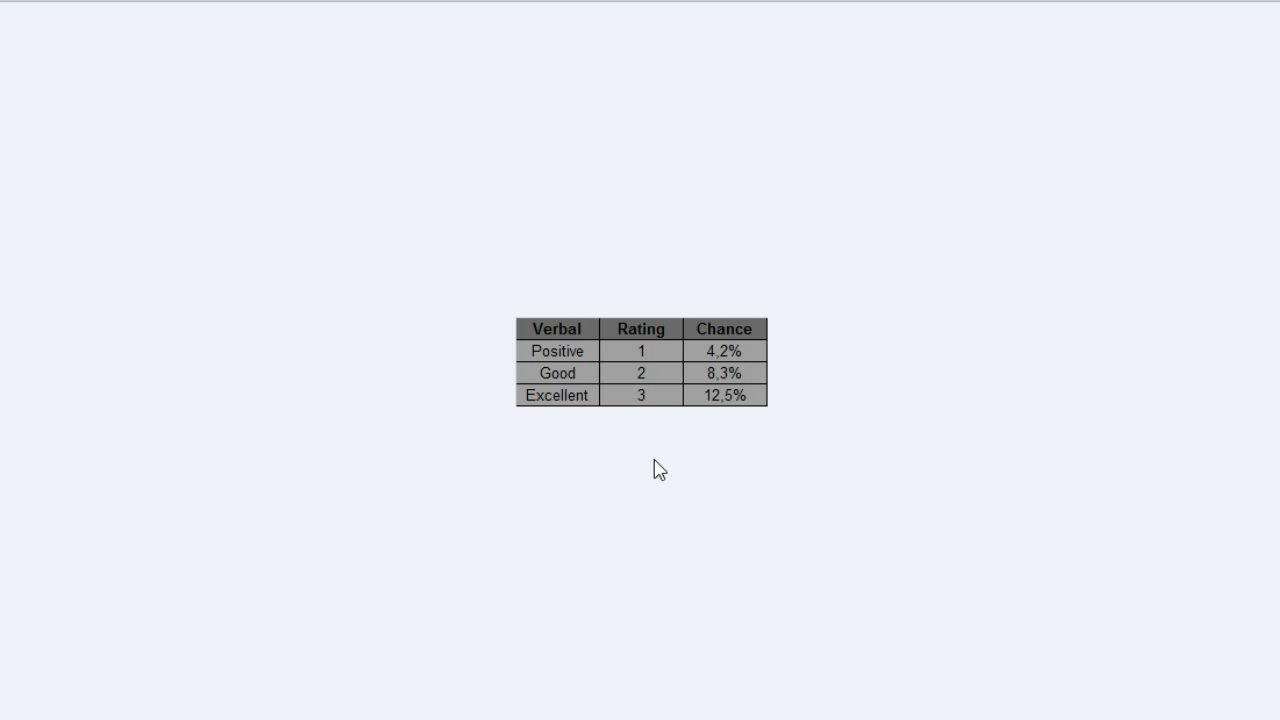 Verbal Rating Chance
Positive 1 4,2%
Good 2 8,3%
Excellent 3 12,5%